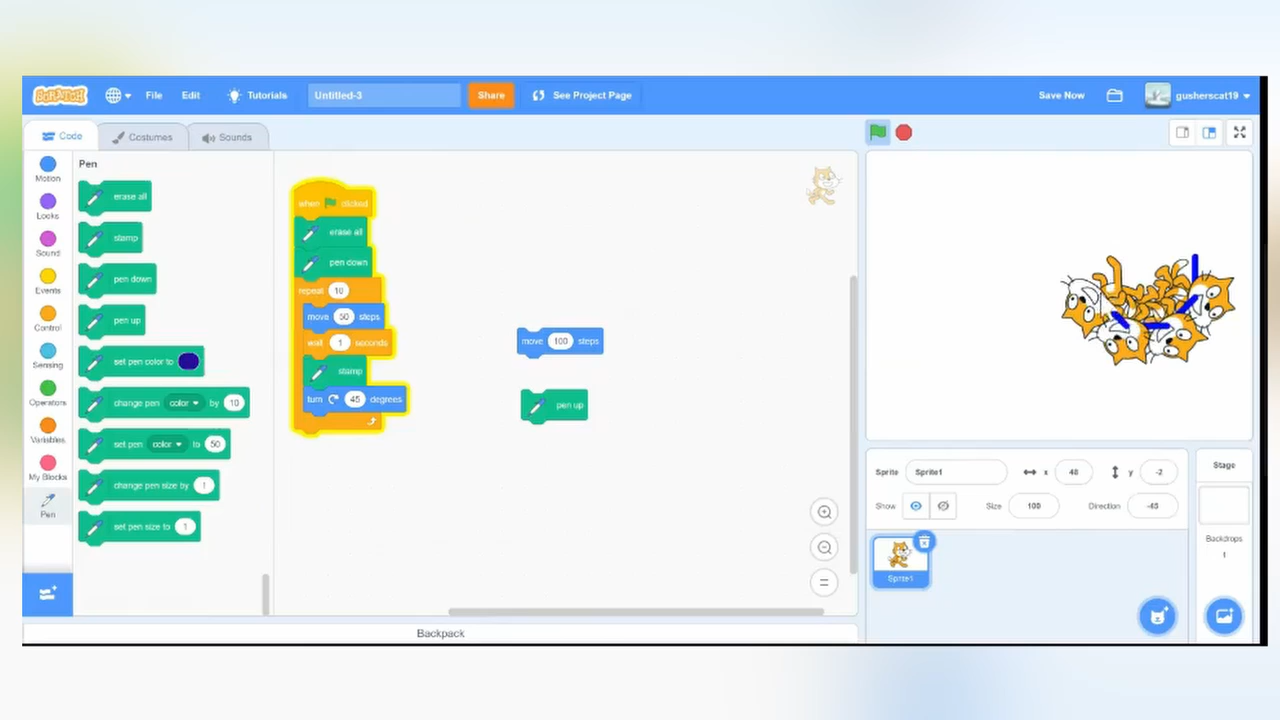 SCRATCH File Edit Tutorials Untitled-3 Share See Project Page Save Now gusherscat19
Code Costumes Sounds
Motion
Looks
Sound
Events
Control
Sensing
Operators
Variables
My Blocks
Pen
Pen
erase all
stamp
pen down
pen up
set pen color to
change pen color by 10
set pen color to 50
change pen size by 1
set pen size to 1
when clicked
erase all
pen down
repeat 10
move 50 steps
wait 1 seconds
stamp
turn 45 degrees
move 100 steps
pen up
Sprite Sprite1 x 48 y -2
Show Size 100 Direction -45
Sprite1
Stage
Backdrops
1
Backpack